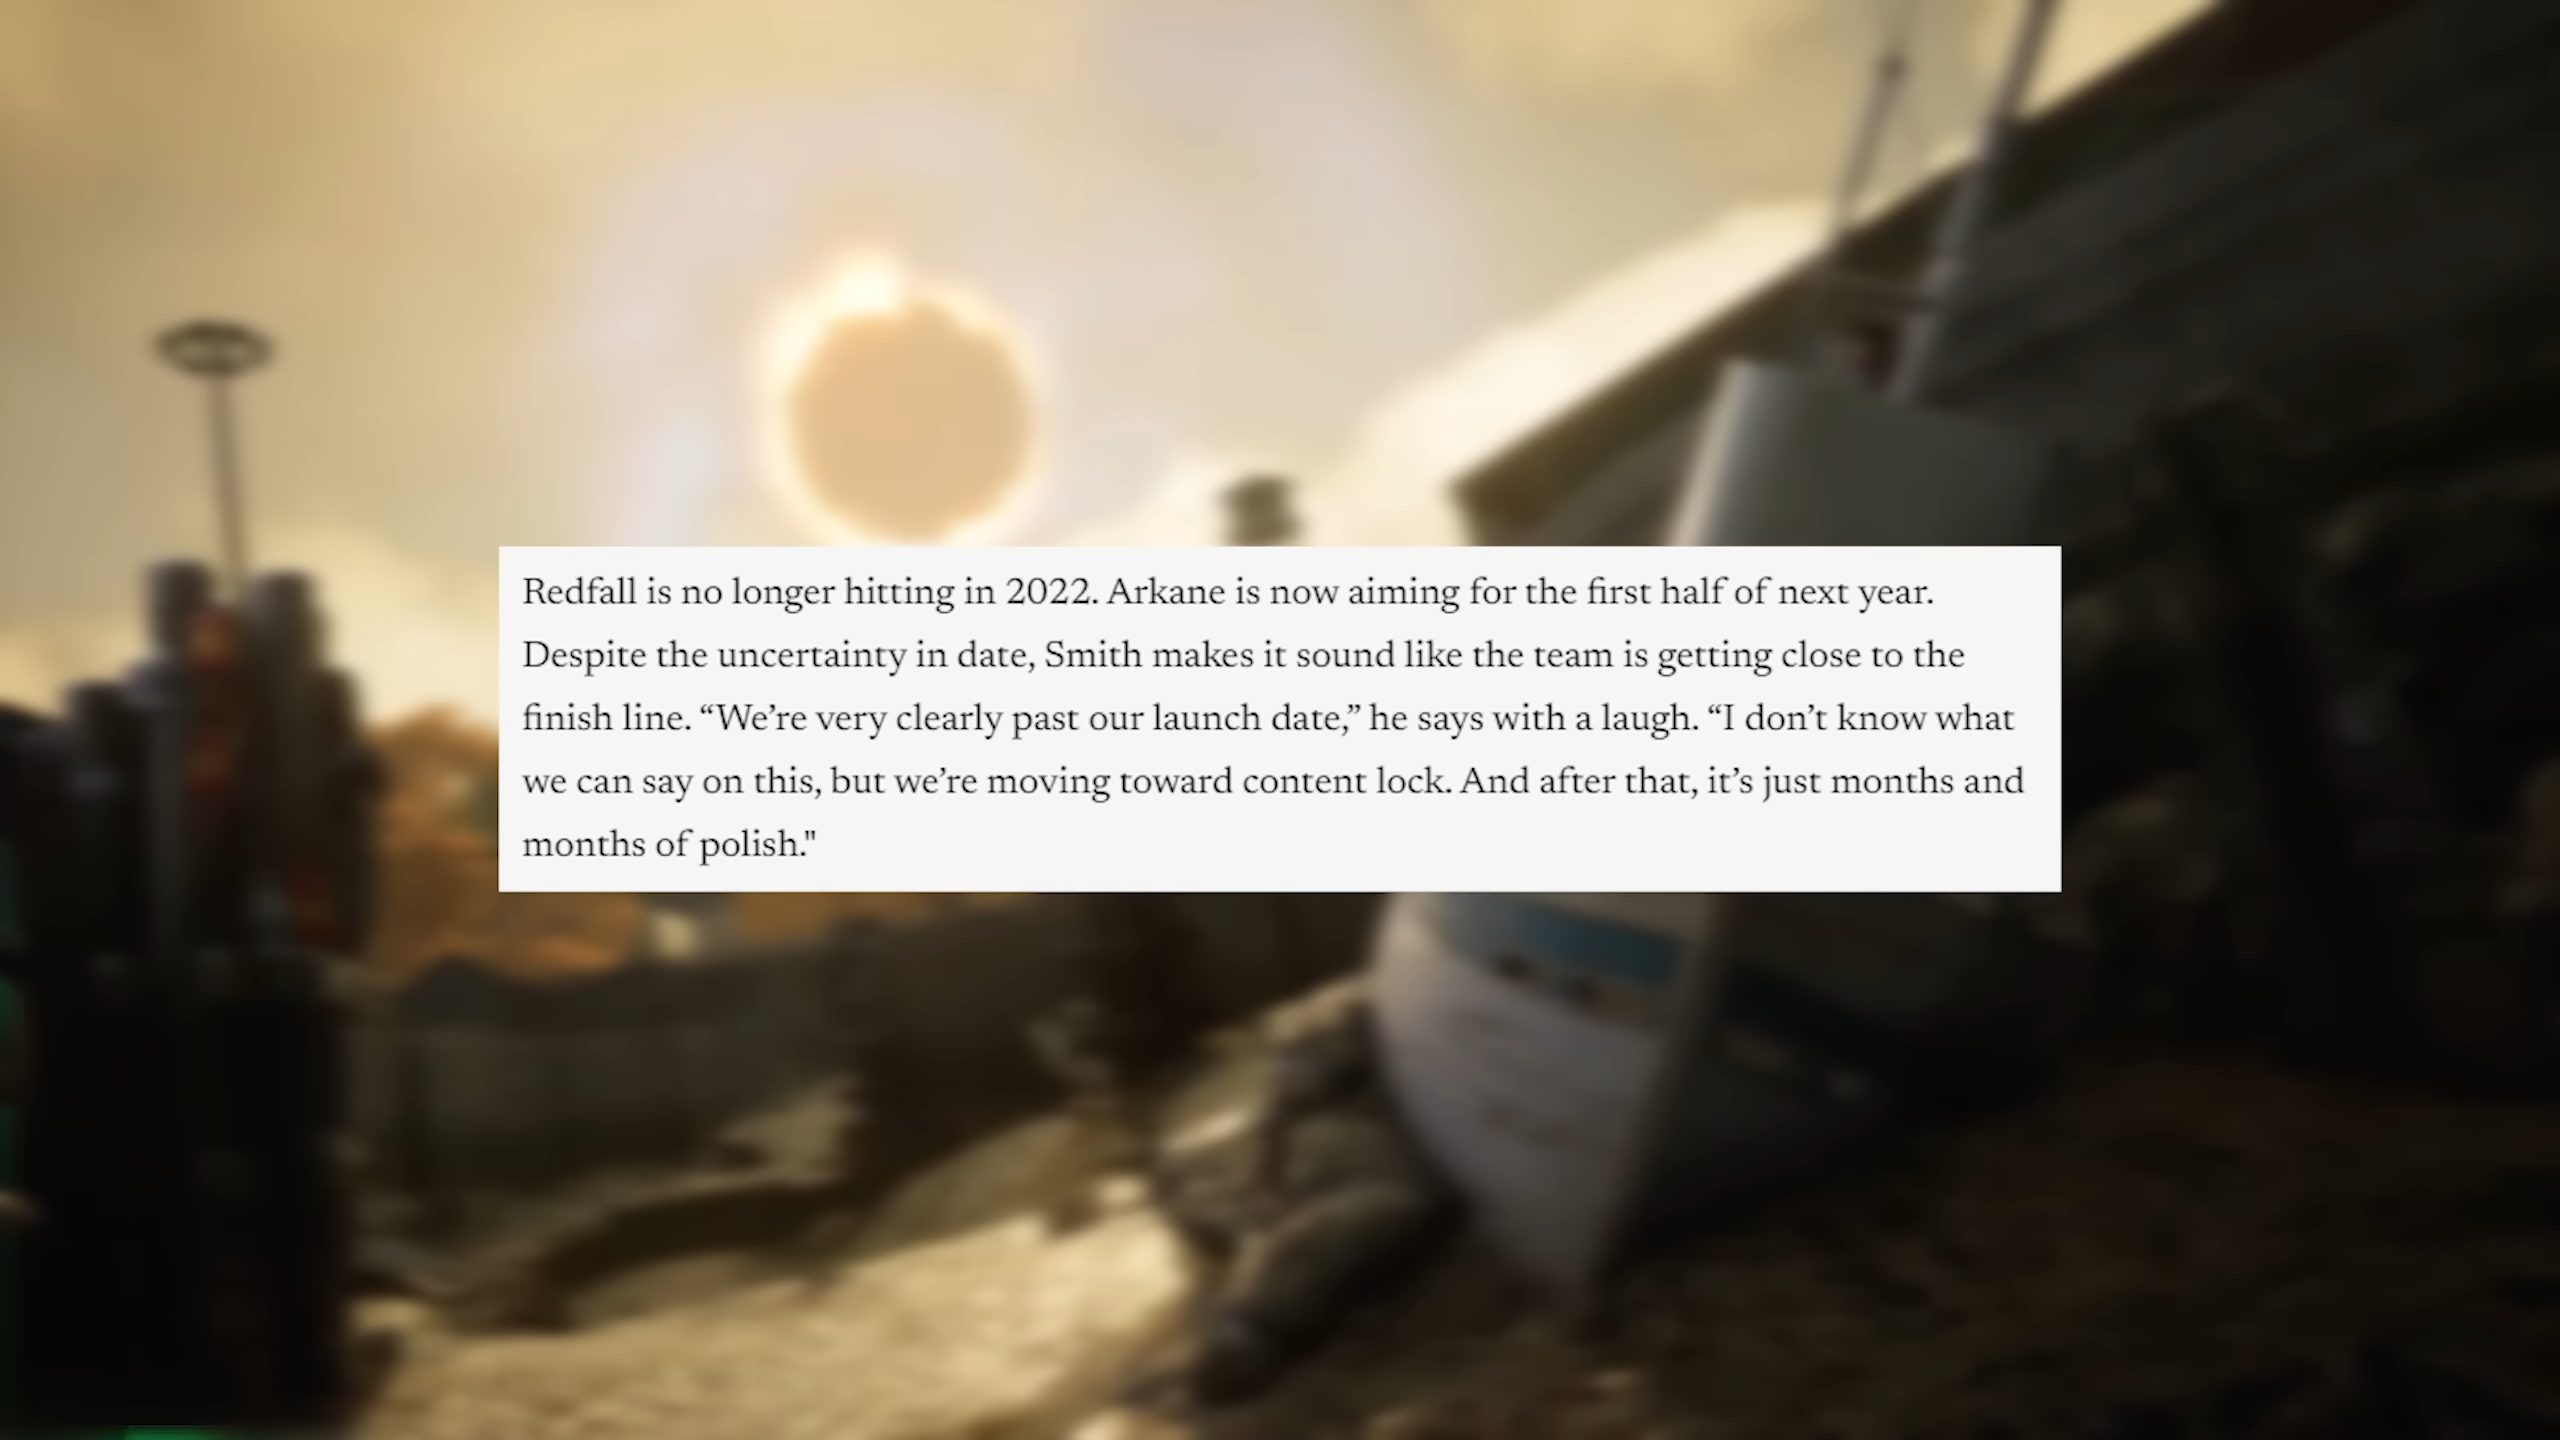 Redfall is no longer hitting in 2022. Arkane is now aiming for the first half of next year.
Despite the uncertainty in date, Smith makes it sound like the team is getting close to the
finish line. “We’re very clearly past our launch date,” he says with a laugh. “I don’t know what
we can say on this, but we’re moving toward content lock. And after that, it’s just months and
months of polish."